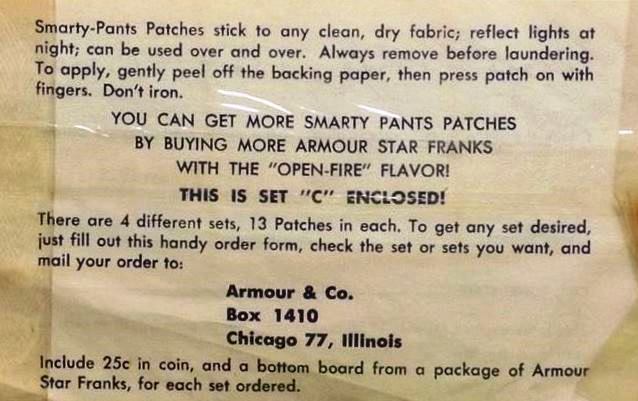 Smarty-Pants Patches stick to any clean, dry fabric; reflect lights at
night; can be used over and over. Always remove before laundering.
To apply, gently peel off the backing paper, then press patch on with
fingers. Don't iron.
YOU CAN GET MORE SMARTY PANTS PATCHES
BY BUYING MORE ARMOUR STAR FRANKS
WITH THE "OPEN-FIRE" FLAVOR!
THIS IS SET "C" ENCLOSED!
There are 4 different sets, 13 Patches in each. To get any set desired,
just fill out this handy order form, check the set or sets you want, and
mail your order to:
Armour & Co.
Box 1410
Chicago 77, Illinois
Include 25c in coin, and a bottom board from a package of Armour
Star Franks, for each set ordered.